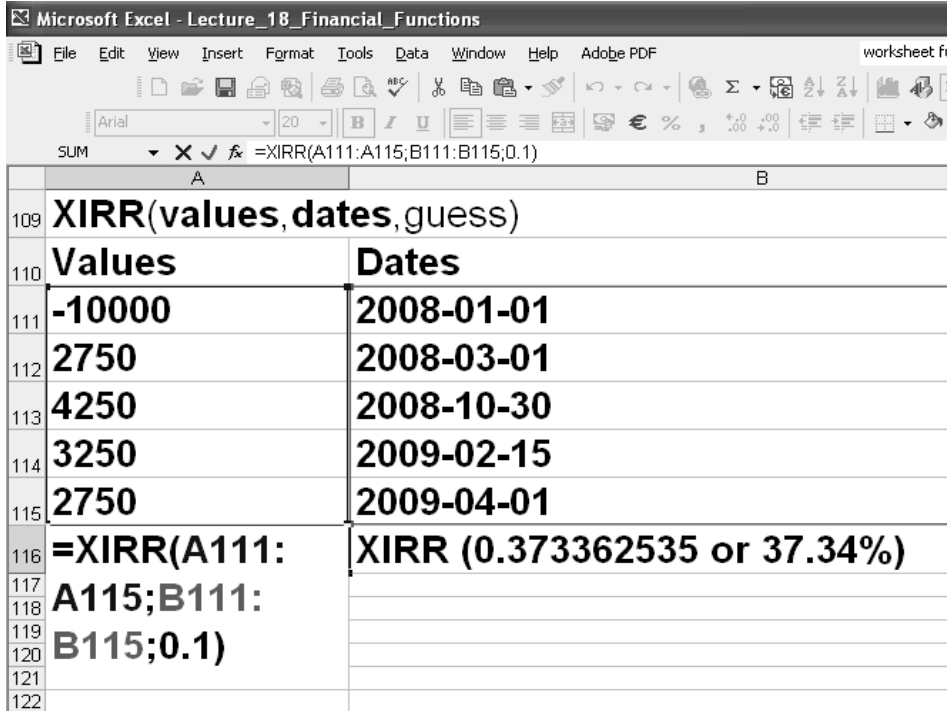 Microsoft Excel - Lecture_18_Financial_Functions
File Edit View Insert Format Tools Data Window Help Adobe PDF worksheet f
Arial 20 B I U
SUM =XIRR(A111:A115;B111:B115;0.1)
A B
109 XIRR(values,dates,guess)
110 Values Dates
111 -10000 2008-01-01
112 2750 2008-03-01
113 4250 2008-10-30
114 3250 2009-02-15
115 2750 2009-04-01
116 =XIRR(A111: XIRR (0.373362535 or 37.34%)
117
118 A115;B111:
119
120 B115;0.1)
121
122